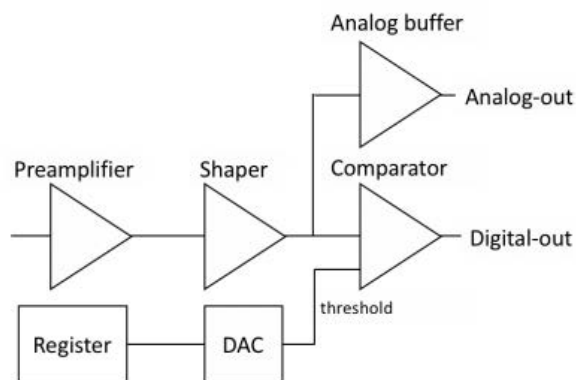 Analog buffer
Analog-out
Preamplifier
Shaper
Comparator
Digital-out
threshold
Register
DAC